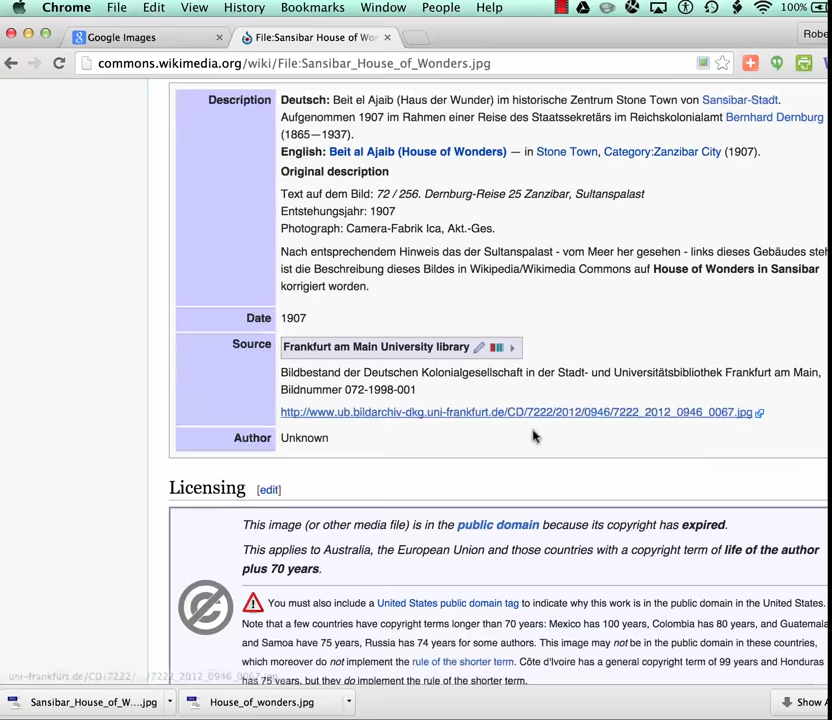 Chrome File Edit View History Bookmarks Window People Help 100%
Google Images File:Sansibar House of Wor Robe
commons.wikimedia.org/wiki/File:Sansibar_House_of_Wonders.jpg
Description Deutsch: Beit el Ajaib (Haus der Wunder) im historische Zentrum Stone Town von Sansibar-Stadt.
Aufgenommen 1907 im Rahmen einer Reise des Staatssekretärs im Reichskolonialamt Bernhard Dernburg
(1865—1937).
English: Beit al Ajaib (House of Wonders) — in Stone Town, Category:Zanzibar City (1907).
Original description
Text auf dem Bild: 72 / 256. Dernburg-Reise 25 Zanzibar, Sultanspalast
Entstehungsjahr: 1907
Photograph: Camera-Fabrik Ica, Akt.-Ges.
Nach entsprechendem Hinweis das der Sultanspalast - vom Meer her gesehen - links dieses Gebäudes steh
ist die Beschreibung dieses Bildes in Wikipedia/Wikimedia Commons auf House of Wonders in Sansibar
korrigiert worden.
Date 1907
Source Frankfurt am Main University library
Bildbestand der Deutschen Kolonialgesellschaft in der Stadt- und Universitätsbibliothek Frankfurt am Main,
Bildnummer 072-1998-001
http://www.ub.bildarchiv-dkg.uni-frankfurt.de/CD/7222/2012/0946/7222_2012_0946_0067.jpg
Author Unknown
Licensing [edit]
This image (or other media file) is in the public domain because its copyright has expired.
This applies to Australia, the European Union and those countries with a copyright term of life of the author
plus 70 years.
You must also include a United States public domain tag to indicate why this work is in the public domain in the United States.
Note that a few countries have copyright terms longer than 70 years: Mexico has 100 years, Colombia has 80 years, and Guatemala
and Samoa have 75 years, Russia has 74 years for some authors. This image may not be in the public domain in these countries,
which moreover do not implement the rule of the shorter term. Côte d'Ivoire has a general copyright term of 99 years and Honduras
has 75 years, but they do implement the rule of the shorter term.
Sansibar_House_of_W....jpg House_of_wonders.jpg Show A